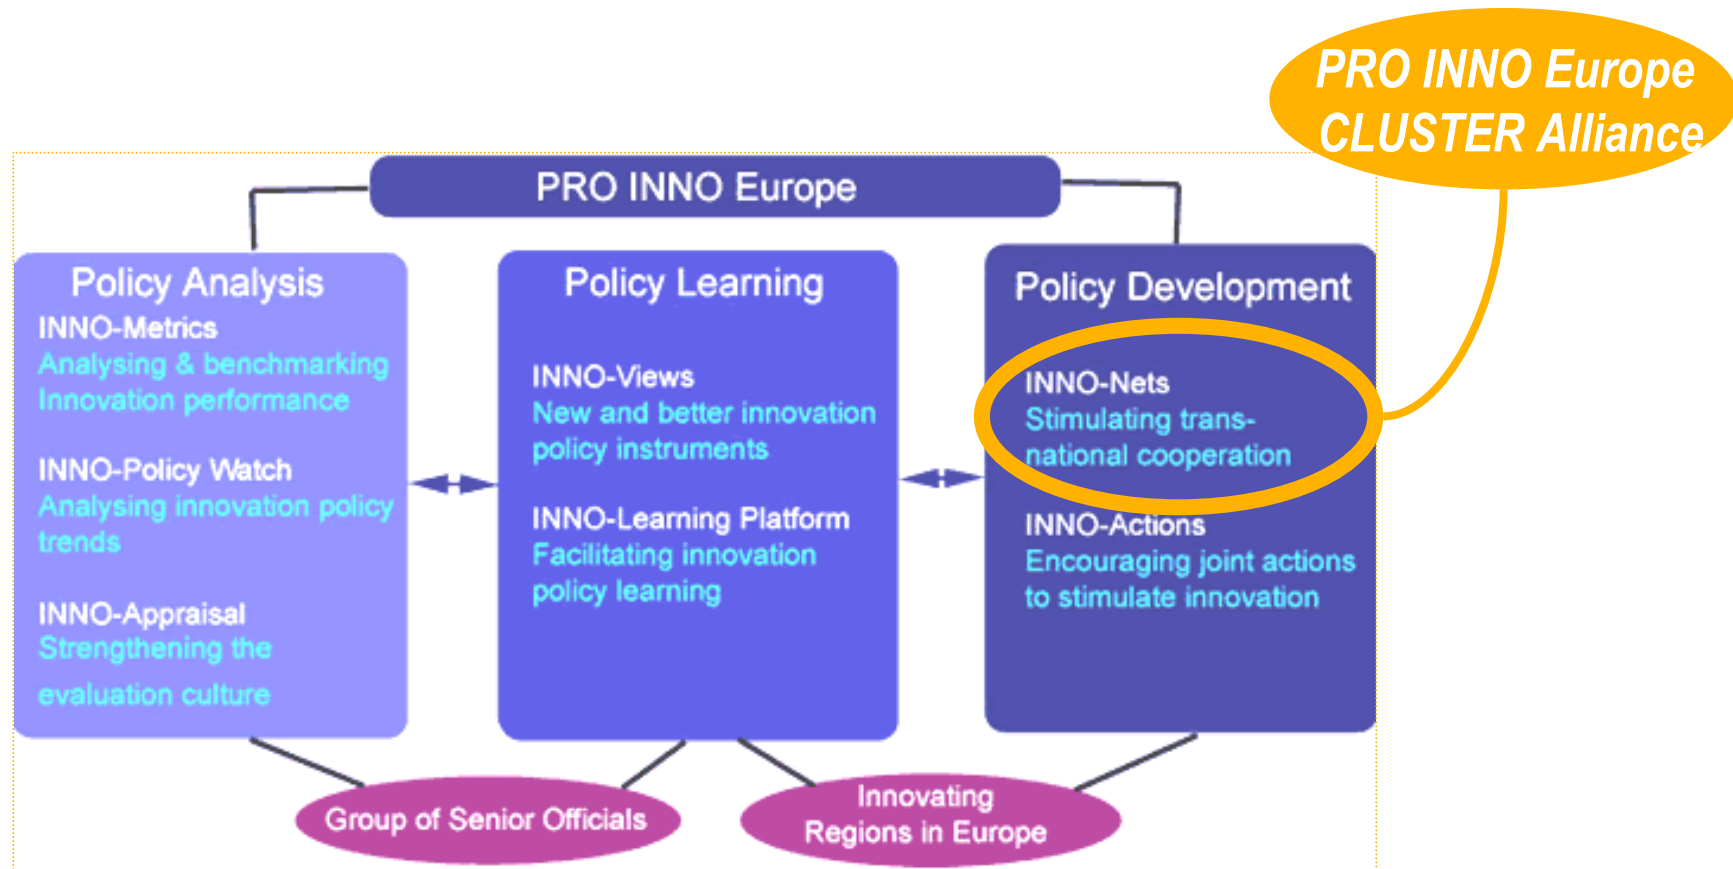 PRO INNO Europe
CLUSTER Alliance
PRO INNO Europe
Policy Analysis
INNO-Metrics
Analysing & benchmarking
Innovation performance
INNO-Policy Watch
Analysing innovation policy
trends
INNO-Appraisal
Strengthening the
evaluation culture
Policy Learning
INNO-Views
New and better innovation
policy instruments
INNO-Learning Platform
Facilitating innovation
policy learning
Policy Development
INNO-Nets
Stimulating trans-
national cooperation
INNO-Actions
Encouraging joint actions
to stimulate innovation
Group of Senior Officials
Innovating
Regions in Europe